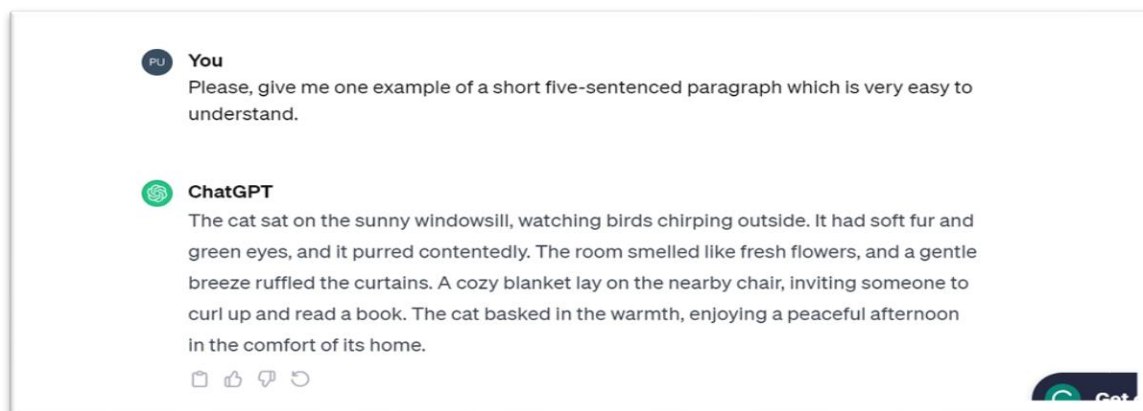 PU You
Please, give me one example of a short five-sentenced paragraph which is very easy to
understand.
ChatGPT
The cat sat on the sunny windowsill, watching birds chirping outside. It had soft fur and
green eyes, and it purred contentedly. The room smelled like fresh flowers, and a gentle
breeze ruffled the curtains. A cozy blanket lay on the nearby chair, inviting someone to
curl up and read a book. The cat basked in the warmth, enjoying a peaceful afternoon
in the comfort of its home.
Get